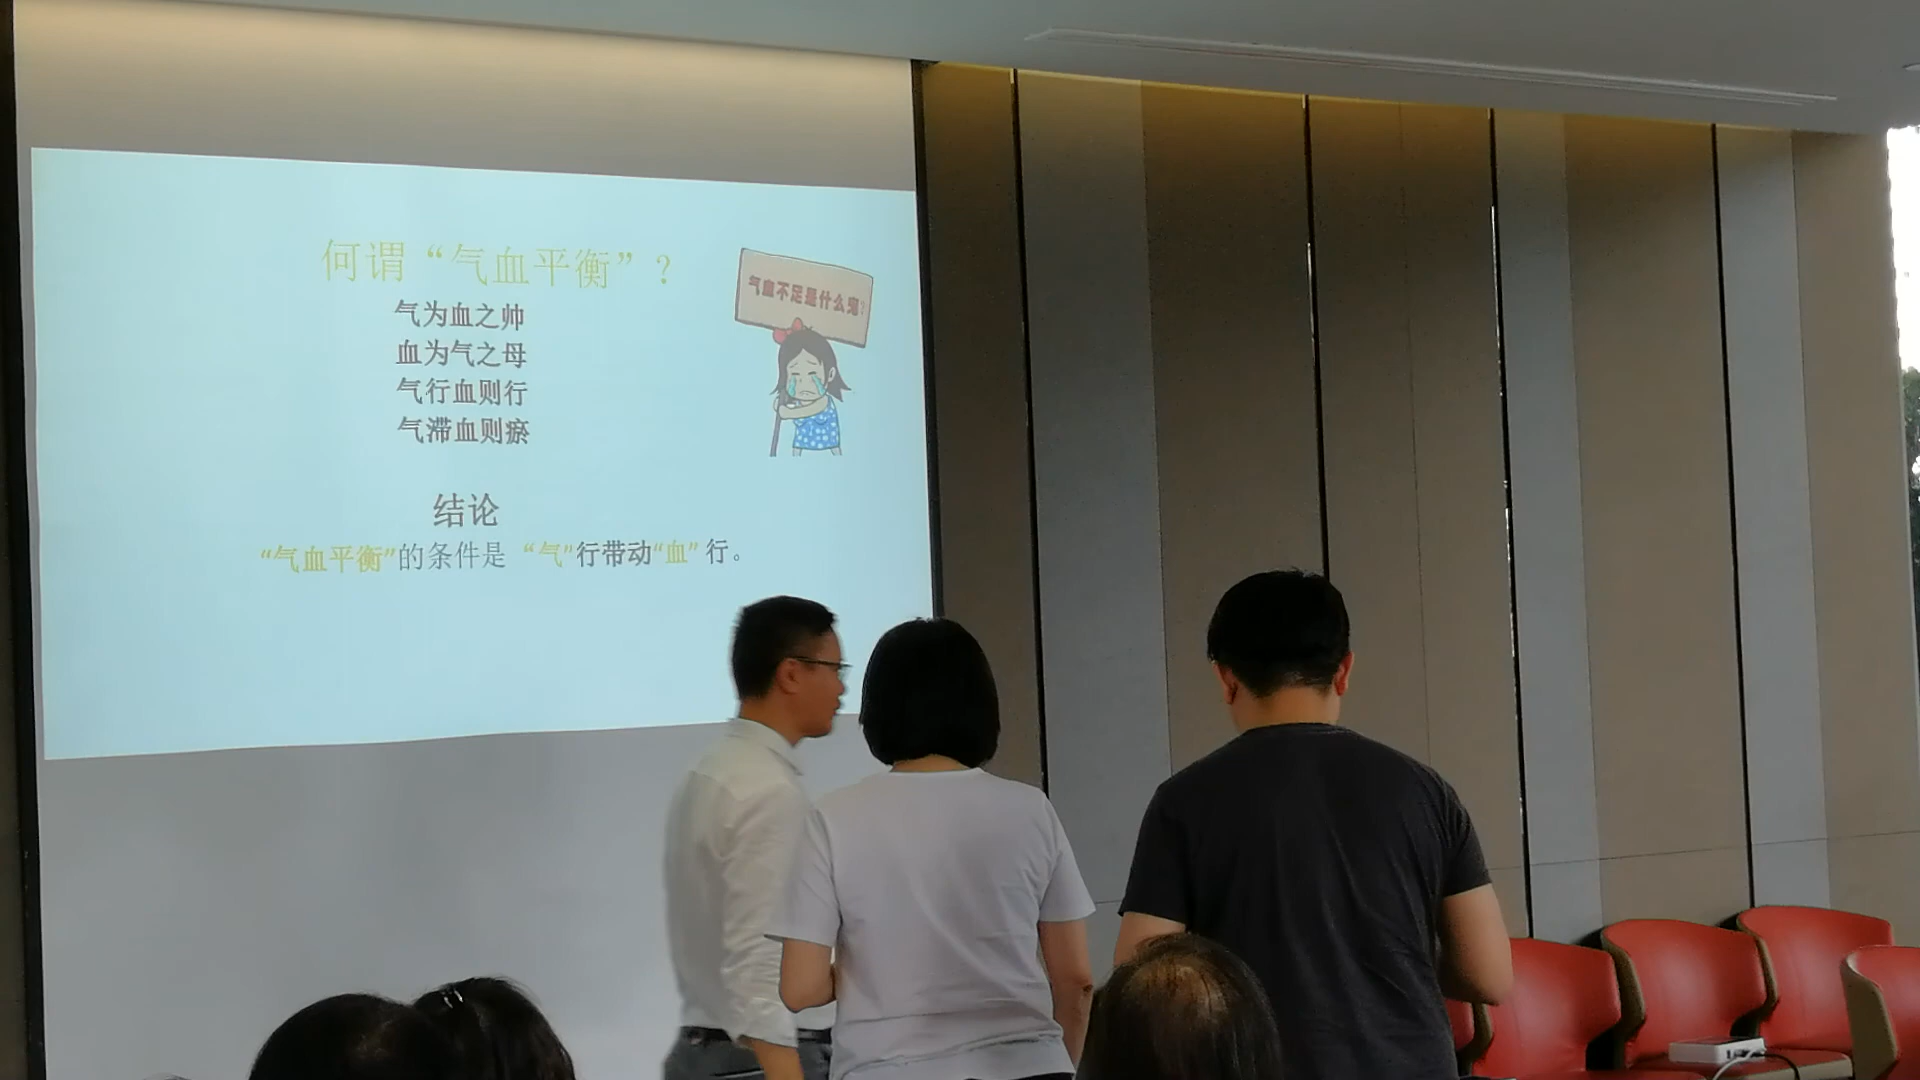 何谓“气血平衡”？
气为血之帅
血为气之母
气行血则行
气滞血则瘀
气血不足是什么鬼？
结论
“气血平衡”的条件是 “气”行带动“血” 行。